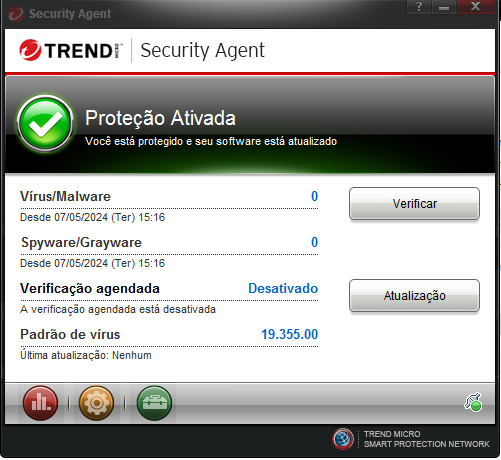 Security Agent
TREND MICRO Security Agent
Proteção Ativada
Você está protegido e seu software está atualizado
Vírus/Malware 0
Desde 07/05/2024 (Ter) 15:16
Verificar
Spyware/Grayware 0
Desde 07/05/2024 (Ter) 15:16
Verificação agendada Desativado
A verificação agendada está desativada
Atualização
Padrão de vírus 19.355.00
Última atualização: Nenhum
TREND MICRO
SMART PROTECTION NETWORK